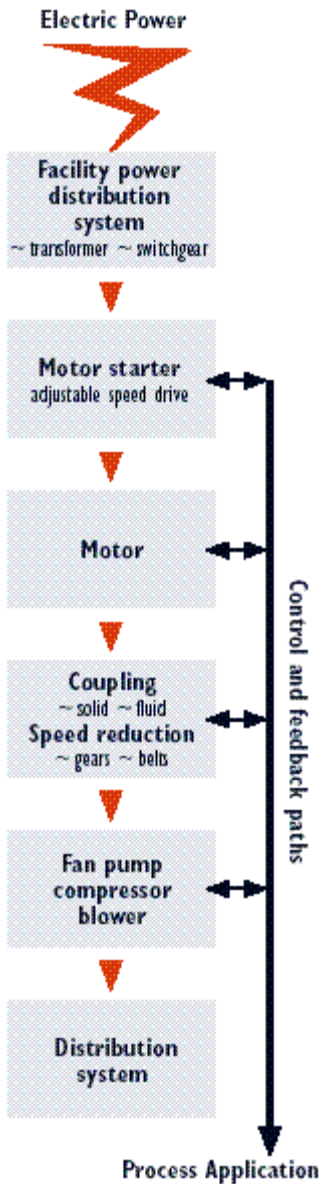 Electric Power
Facility power
distribution
system
~ transformer ~ switchgear
Motor starter
adjustable speed drive
Motor
Coupling
~ solid ~ fluid
Speed reduction
~ gears ~ belts
Fan pump
compressor
blower
Distribution
system
Control and feedback paths
Process Application